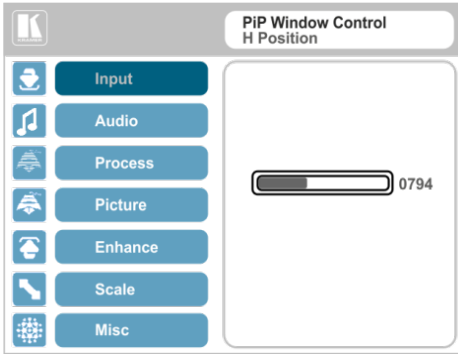 PiP Window Control
H Position
Input
Audio
Process
Picture
Enhance
Scale
Misc
0794